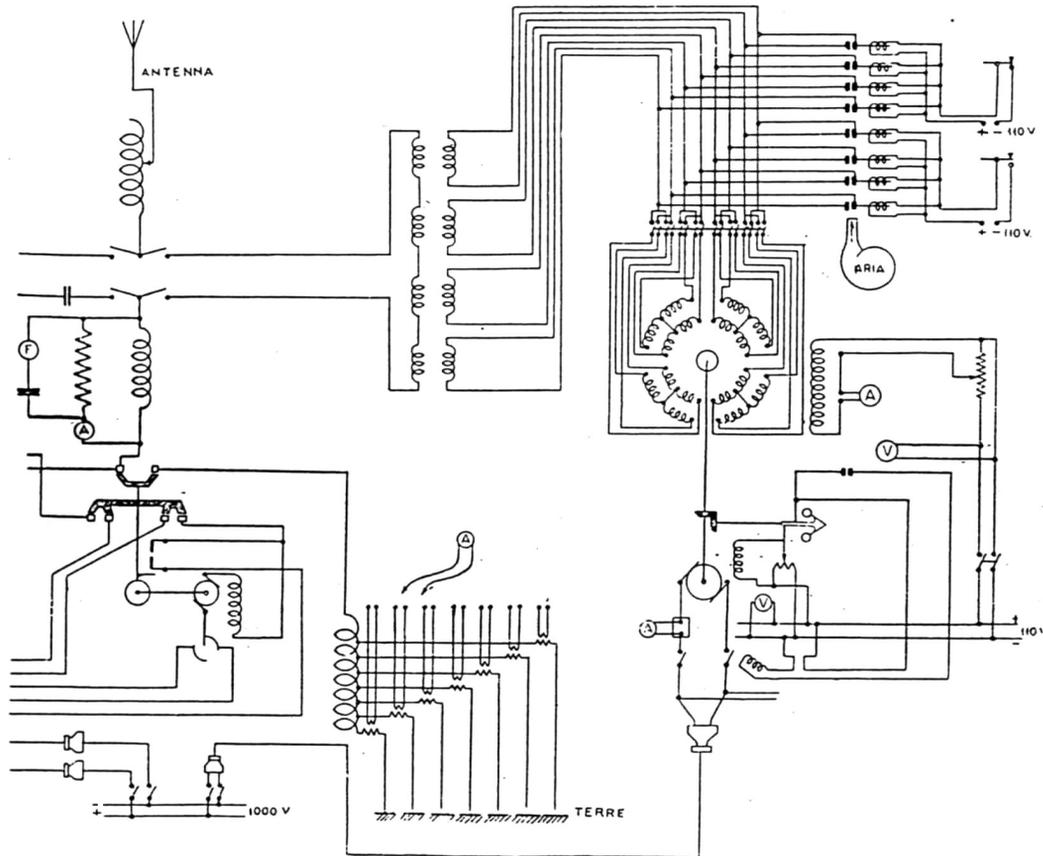 ANTENNA
+ - 110 V
+ - 110 V.
ARIA
F
A
A
V
A
V
A
+
110 V
-
-
+
1000 V
TERRE